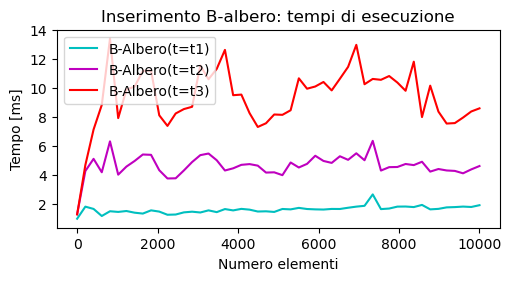 Inserimento B-albero: tempi di esecuzione
Tempo [ms]
14
12
10
8
6
4
2
B-Albero(t=t1)
B-Albero(t=t2)
B-Albero(t=t3)
0 2000 4000 6000 8000 10000
Numero elementi